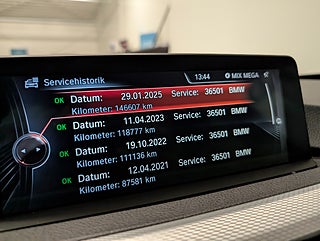 Servicehistorik 13:44 MIX MEGA
OK Datum: 29.01.2025 Service: 36501 BMW
Kilometer: 146607 km
OK Datum: 11.04.2023 Service: 36501 BMW
Kilometer: 118777 km
OK Datum: 19.10.2022 Service: 36501 BMW
Kilometer: 111136 km
OK Datum: 12.04.2021 Service: 36501 BMW
Kilometer: 87581 km